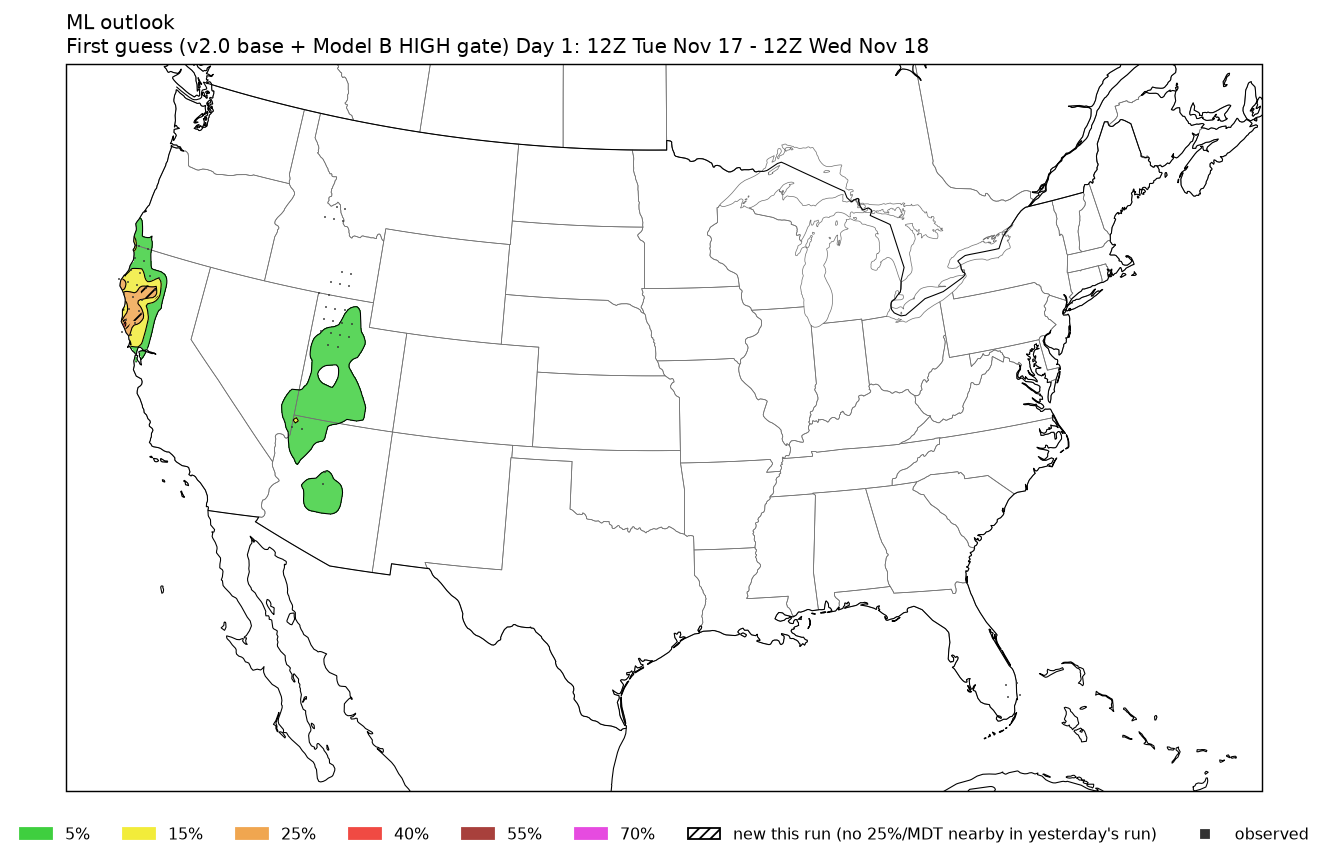 ML outlook
First guess (v2.0 base + Model B HIGH gate) Day 1: 12Z Tue Nov 17 - 12Z Wed Nov 18
5% 15% 25% 40% 55% 70% new this run (no 25%/MDT nearby in yesterday's run) observed